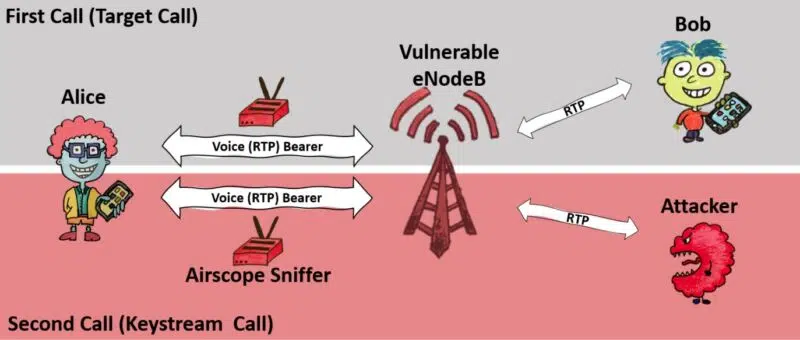 First Call (Target Call)
Bob
Vulnerable
eNodeB
Alice
RTP
Voice (RTP) Bearer
Voice (RTP) Bearer
RTP
Attacker
Airscope Sniffer
Second Call (Keystream Call)